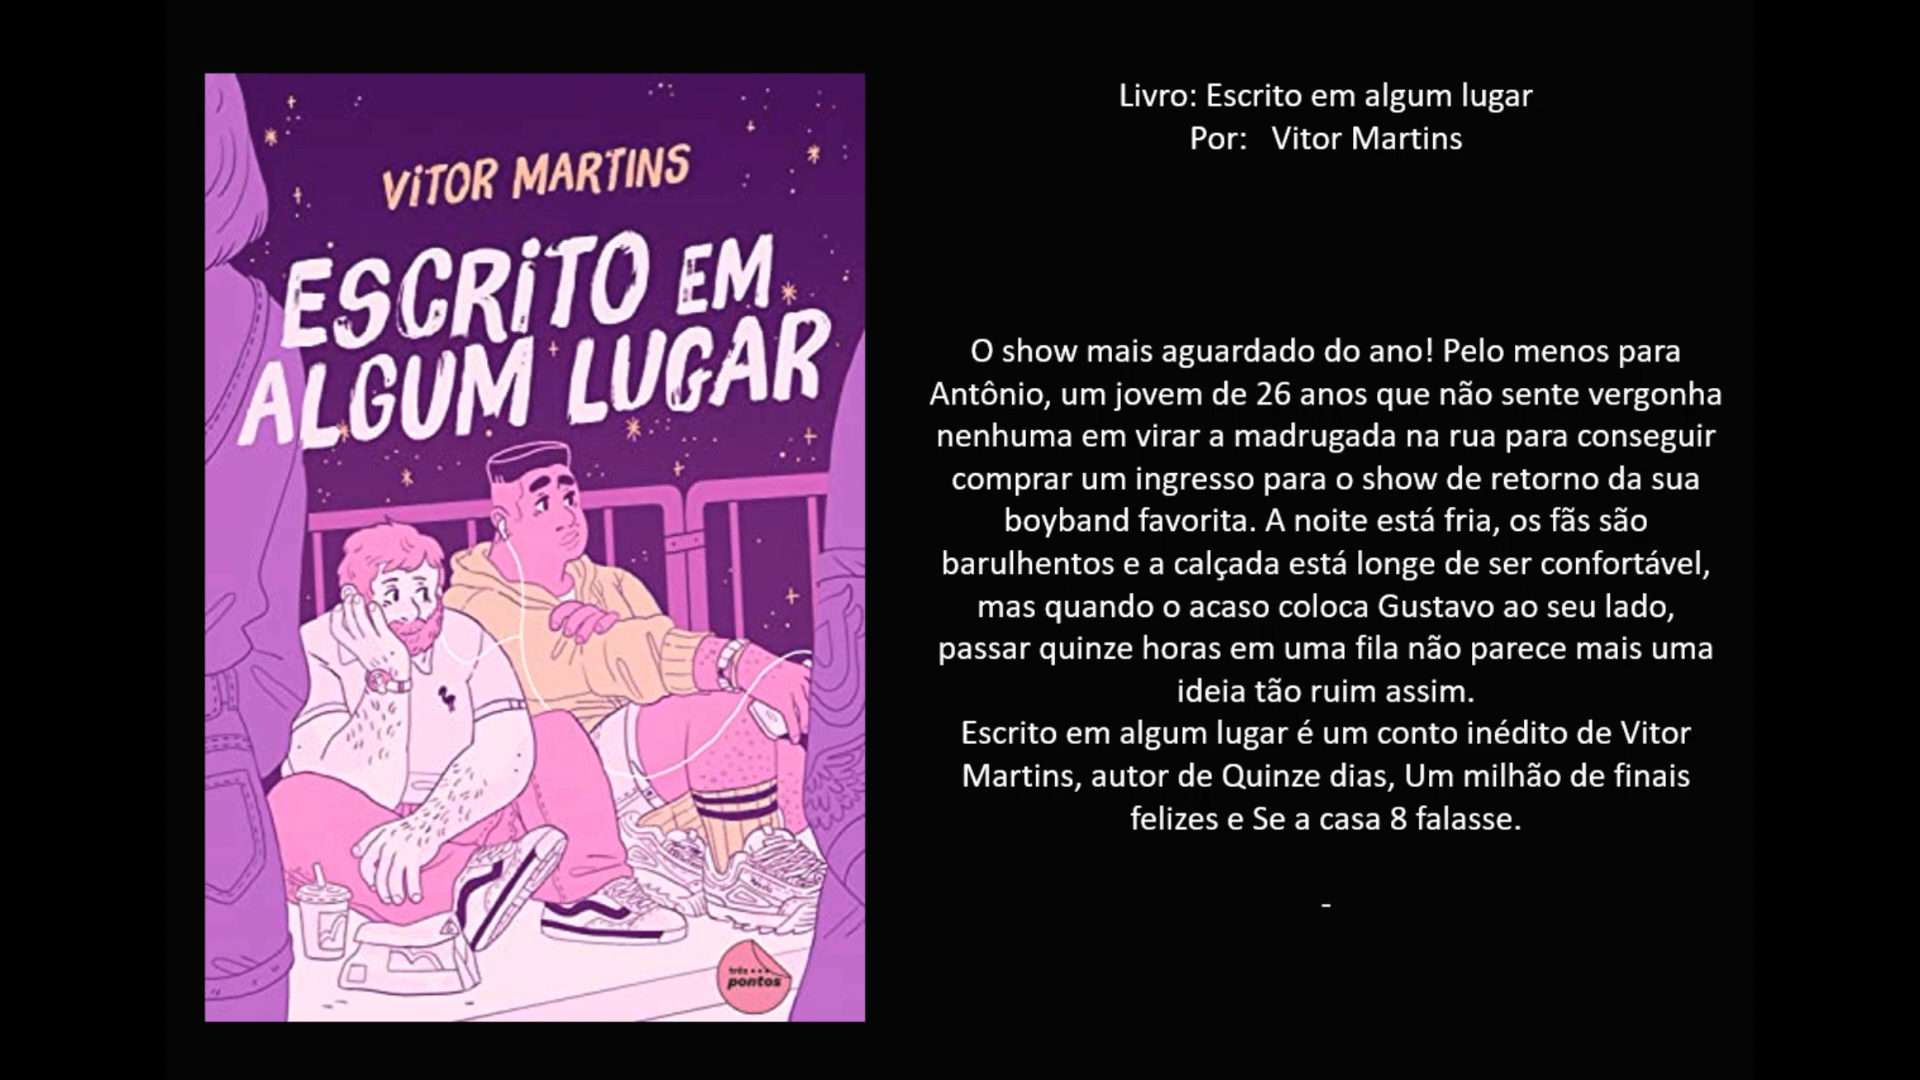 VITOR MARTINS
ESCRITO EM
ALGUM LUGAR
três •••
pontos
Livro: Escrito em algum lugar
Por: Vitor Martins
O show mais aguardado do ano! Pelo menos para
Antônio, um jovem de 26 anos que não sente vergonha
nenhuma em virar a madrugada na rua para conseguir
comprar um ingresso para o show de retorno da sua
boyband favorita. A noite está fria, os fãs são
barulhentos e a calçada está longe de ser confortável,
mas quando o acaso coloca Gustavo ao seu lado,
passar quinze horas em uma fila não parece mais uma
ideia tão ruim assim.
Escrito em algum lugar é um conto inédito de Vitor
Martins, autor de Quinze dias, Um milhão de finais
felizes e Se a casa 8 falasse.
-